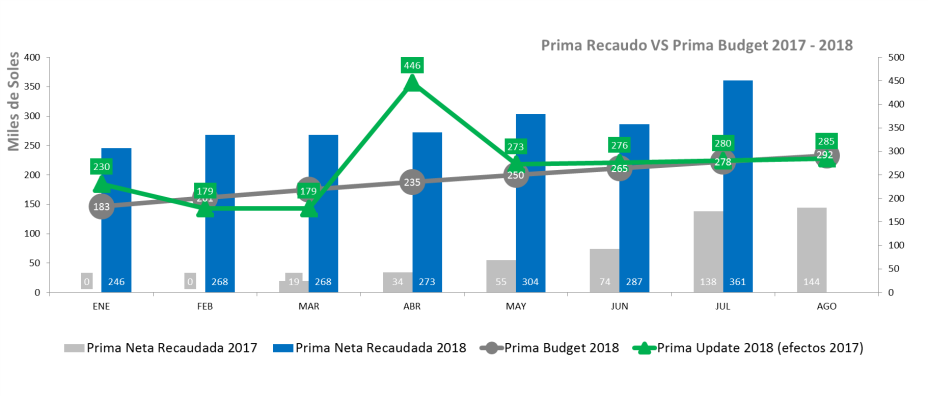 Prima Recaudo VS Prima Budget 2017 - 2018
Miles de Soles
400 350 300 250 200 150 100 50 0
500 450 400 350 300 250 200 150 100 50 0
230 179 179 446 273 276 280 285
183 201 235 250 265 278 292
0 246 0 268 19 268 34 273 55 304 74 287 138 361 144
ENE FEB MAR ABR MAY JUN JUL AGO
Prima Neta Recaudada 2017 Prima Neta Recaudada 2018 Prima Budget 2018 Prima Update 2018 (efectos 2017)